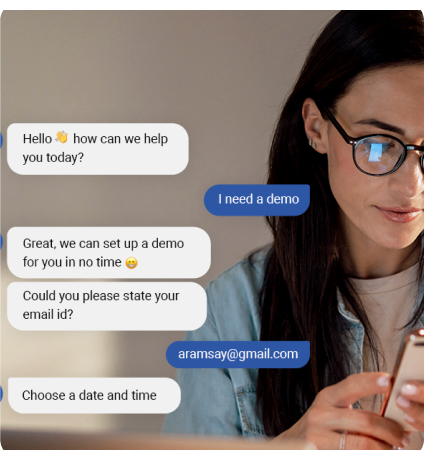 Hello 👋 how can we help
you today?
I need a demo
Great, we can set up a demo
for you in no time 😁
Could you please state your
email id?
aramsay@gmail.com
Choose a date and time